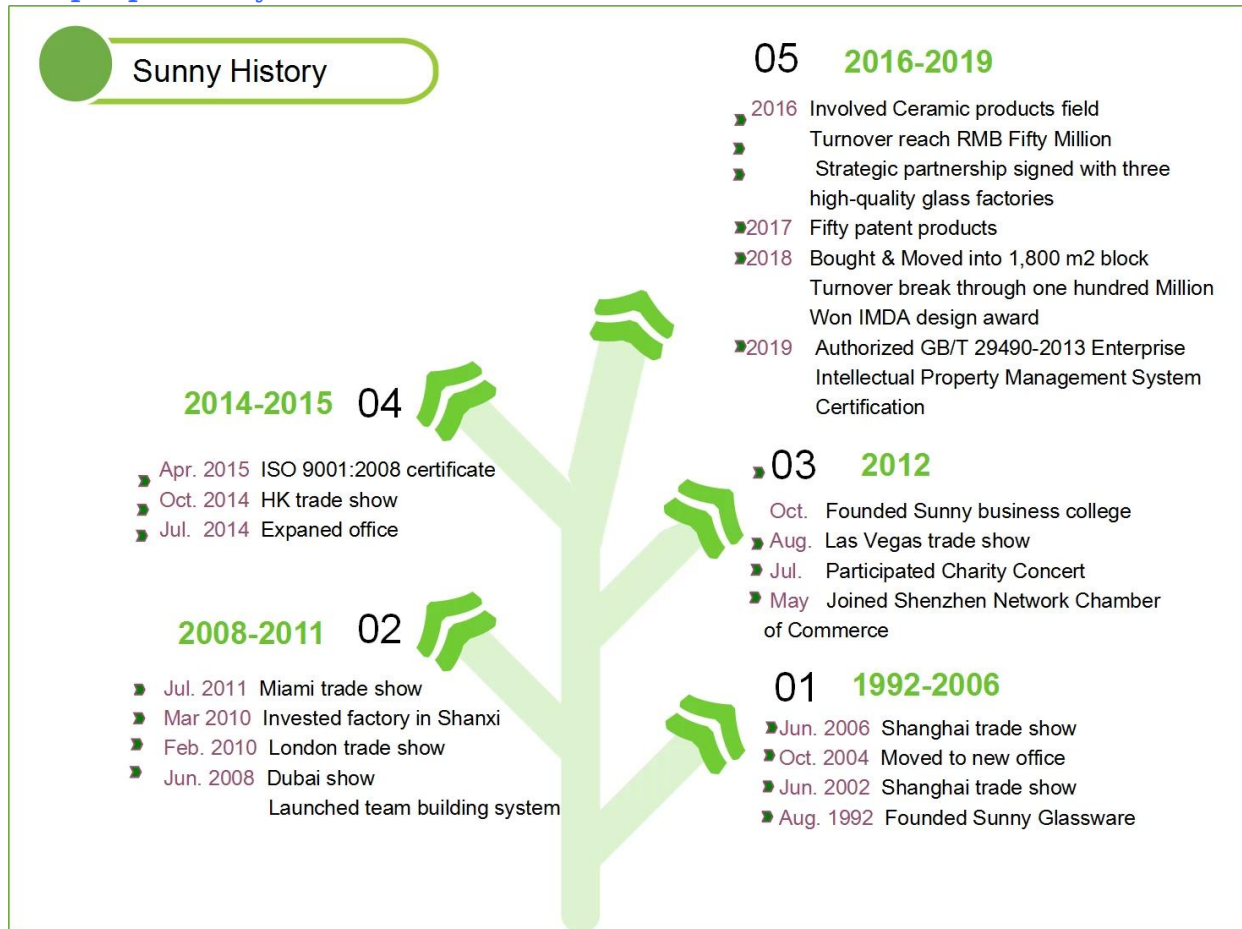 Sunny History
05 2016-2019
2016 Involved Ceramic products field
Turnover reach RMB Fifty Million
Strategic partnership signed with three
high-quality glass factories
2017 Fifty patent products
2018 Bought & Moved into 1,800 m2 block
Turnover break through one hundred Million
Won IMDA design award
2019 Authorized GB/T 29490-2013 Enterprise
Intellectual Property Management System
Certification
2014-2015 04
Apr. 2015 ISO 9001:2008 certificate
Oct. 2014 HK trade show
Jul. 2014 Expaned office
03 2012
Oct. Founded Sunny business college
Aug. Las Vegas trade show
Jul. Participated Charity Concert
May Joined Shenzhen Network Chamber
of Commerce
2008-2011 02
Jul. 2011 Miami trade show
Mar 2010 Invested factory in Shanxi
Feb. 2010 London trade show
Jun. 2008 Dubai show
Launched team building system
01 1992-2006
Jun. 2006 Shanghai trade show
Oct. 2004 Moved to new office
Jun. 2002 Shanghai trade show
Aug. 1992 Founded Sunny Glassware